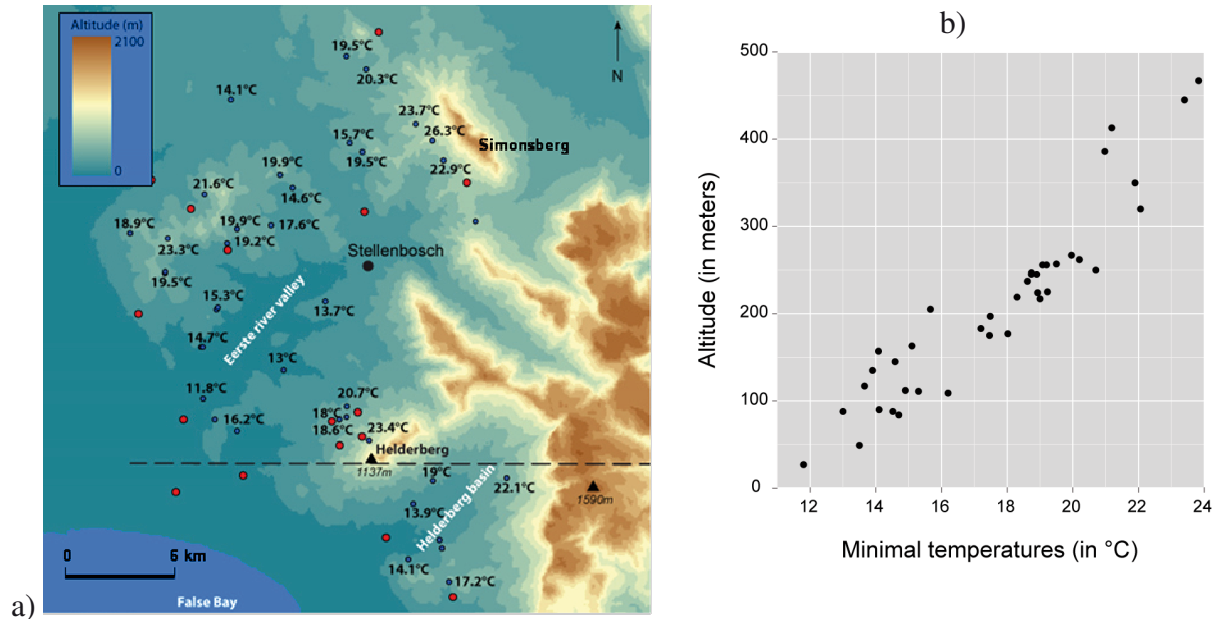 a)
Altitude (m)
2100
0
N
19.5°C
20.3°C
14.1°C
23.7°C
26.3°C
15.7°C
19.5°C
Simonsberg
22.9°C
19.9°C
14.6°C
21.6°C
18.9°C
19.9°C
17.6°C
19.2°C
23.3°C
Stellenbosch
19.5°C
15.3°C
13.7°C
Eerste river valley
14.7°C
13°C
11.8°C
20.7°C
18°C
16.2°C
18.6°C
23.4°C
Helderberg
1137m
19°C
22.1°C
1590m
13.9°C
Helderberg basin
14.1°C
17.2°C
0
6 km
False Bay
b)
Altitude (in meters)
500
400
300
200
100
0
12
14
16
18
20
22
24
Minimal temperatures (in °C)